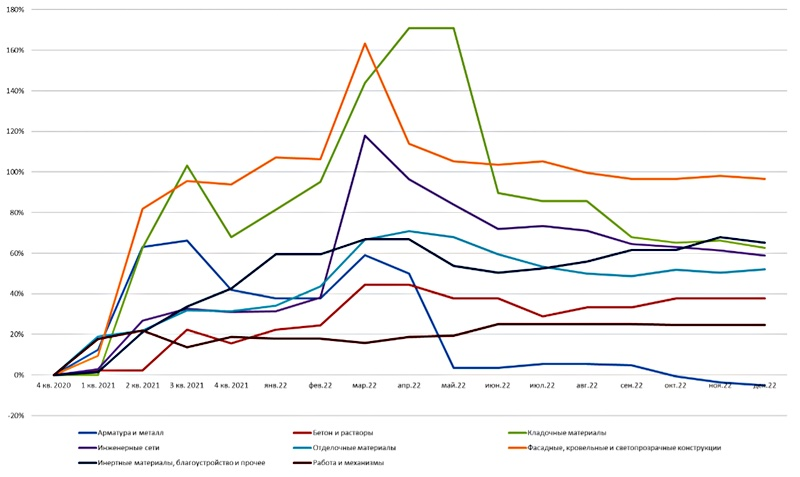 180%
160%
140%
120%
100%
80%
60%
40%
20%
0%
-20%
4 кв. 2020 1 кв. 2021 2 кв. 2021 3 кв. 2021 4 кв. 2021 янв.22 фев.22 мар.22 апр.22 май.22 июн.22 июл.22 авг.22 сен.22 окт.22 ноя.22 дек.22
Арматура и металл Бетон и растворы Кладочные материалы
Инженерные сети Отделочные материалы Фасадные, кровельные и светопрозрачные конструкции
Инертные материалы, благоустройство и прочее Работа и механизмы